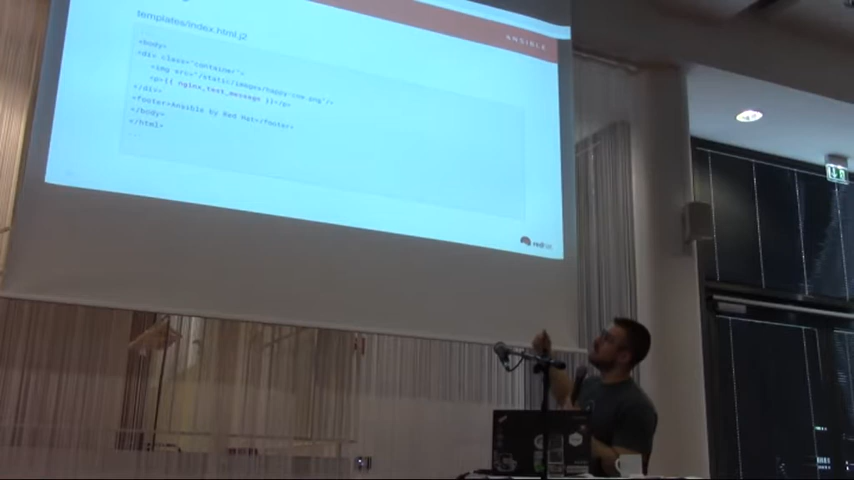 templates/index.html.j2
ANSIBLE
<body>
<div class="container">
<img src="/static/images/happy-cow.png"/>
<p>{{ nginx_test_message }}</p>
</div>
<footer>Ansible by Red Hat</footer>
</body>
</html>
redhat.